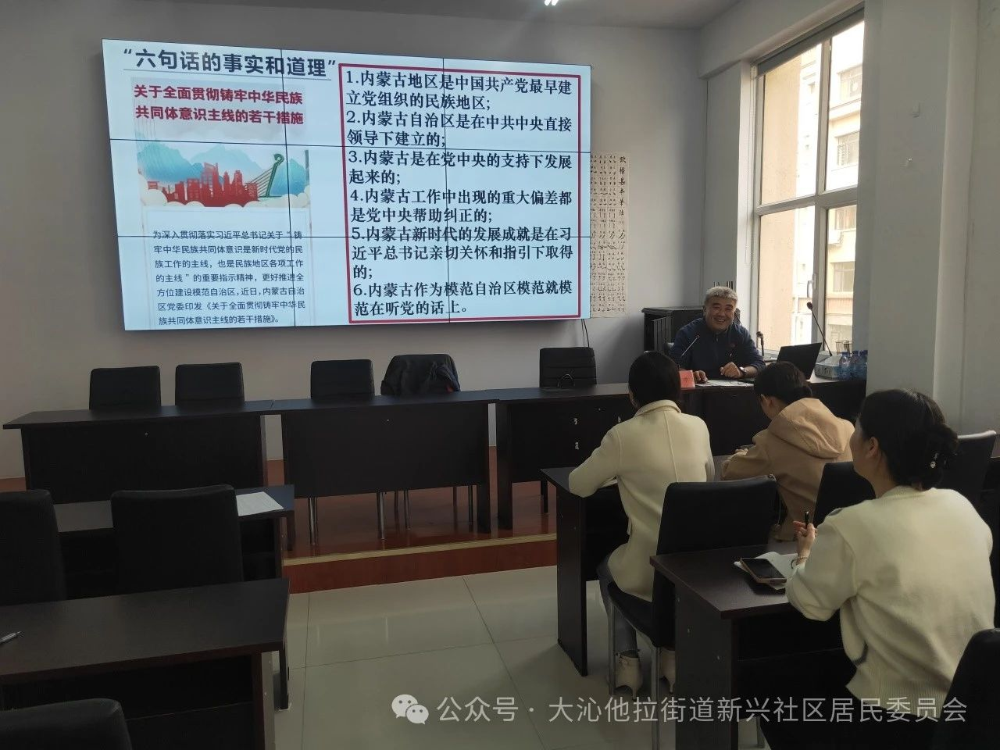 “六句话的事实和道理”
关于全面贯彻铸牢中华民族
共同体意识主线的若干措施
为深入贯彻落实习近平总书记关于“铸
牢中华民族共同体意识是新时代党的民
族工作的主线，也是民族地区各项工作
的主线”的重要指示精神，更好推进全
方位建设模范自治区，近日，内蒙古自治
区党委印发《关于全面贯彻铸牢中华民
族共同体意识主线的若干措施》。
1.内蒙古地区是中国共产党最早建
立党组织的民族地区;
2.内蒙古自治区是在中共中央直接
领导下建立的;
3.内蒙古是在党中央的支持下发展
起来的;
4.内蒙古工作中出现的重大偏差都
是党中央帮助纠正的;
5.内蒙古新时代的发展成就是在习
近平总书记亲切关怀和指引下取得
的;
6.内蒙古作为模范自治区模范就模
范在听党的话上。
欧楷基本笔法
公众号·大沁他拉街道新兴社区居民委员会